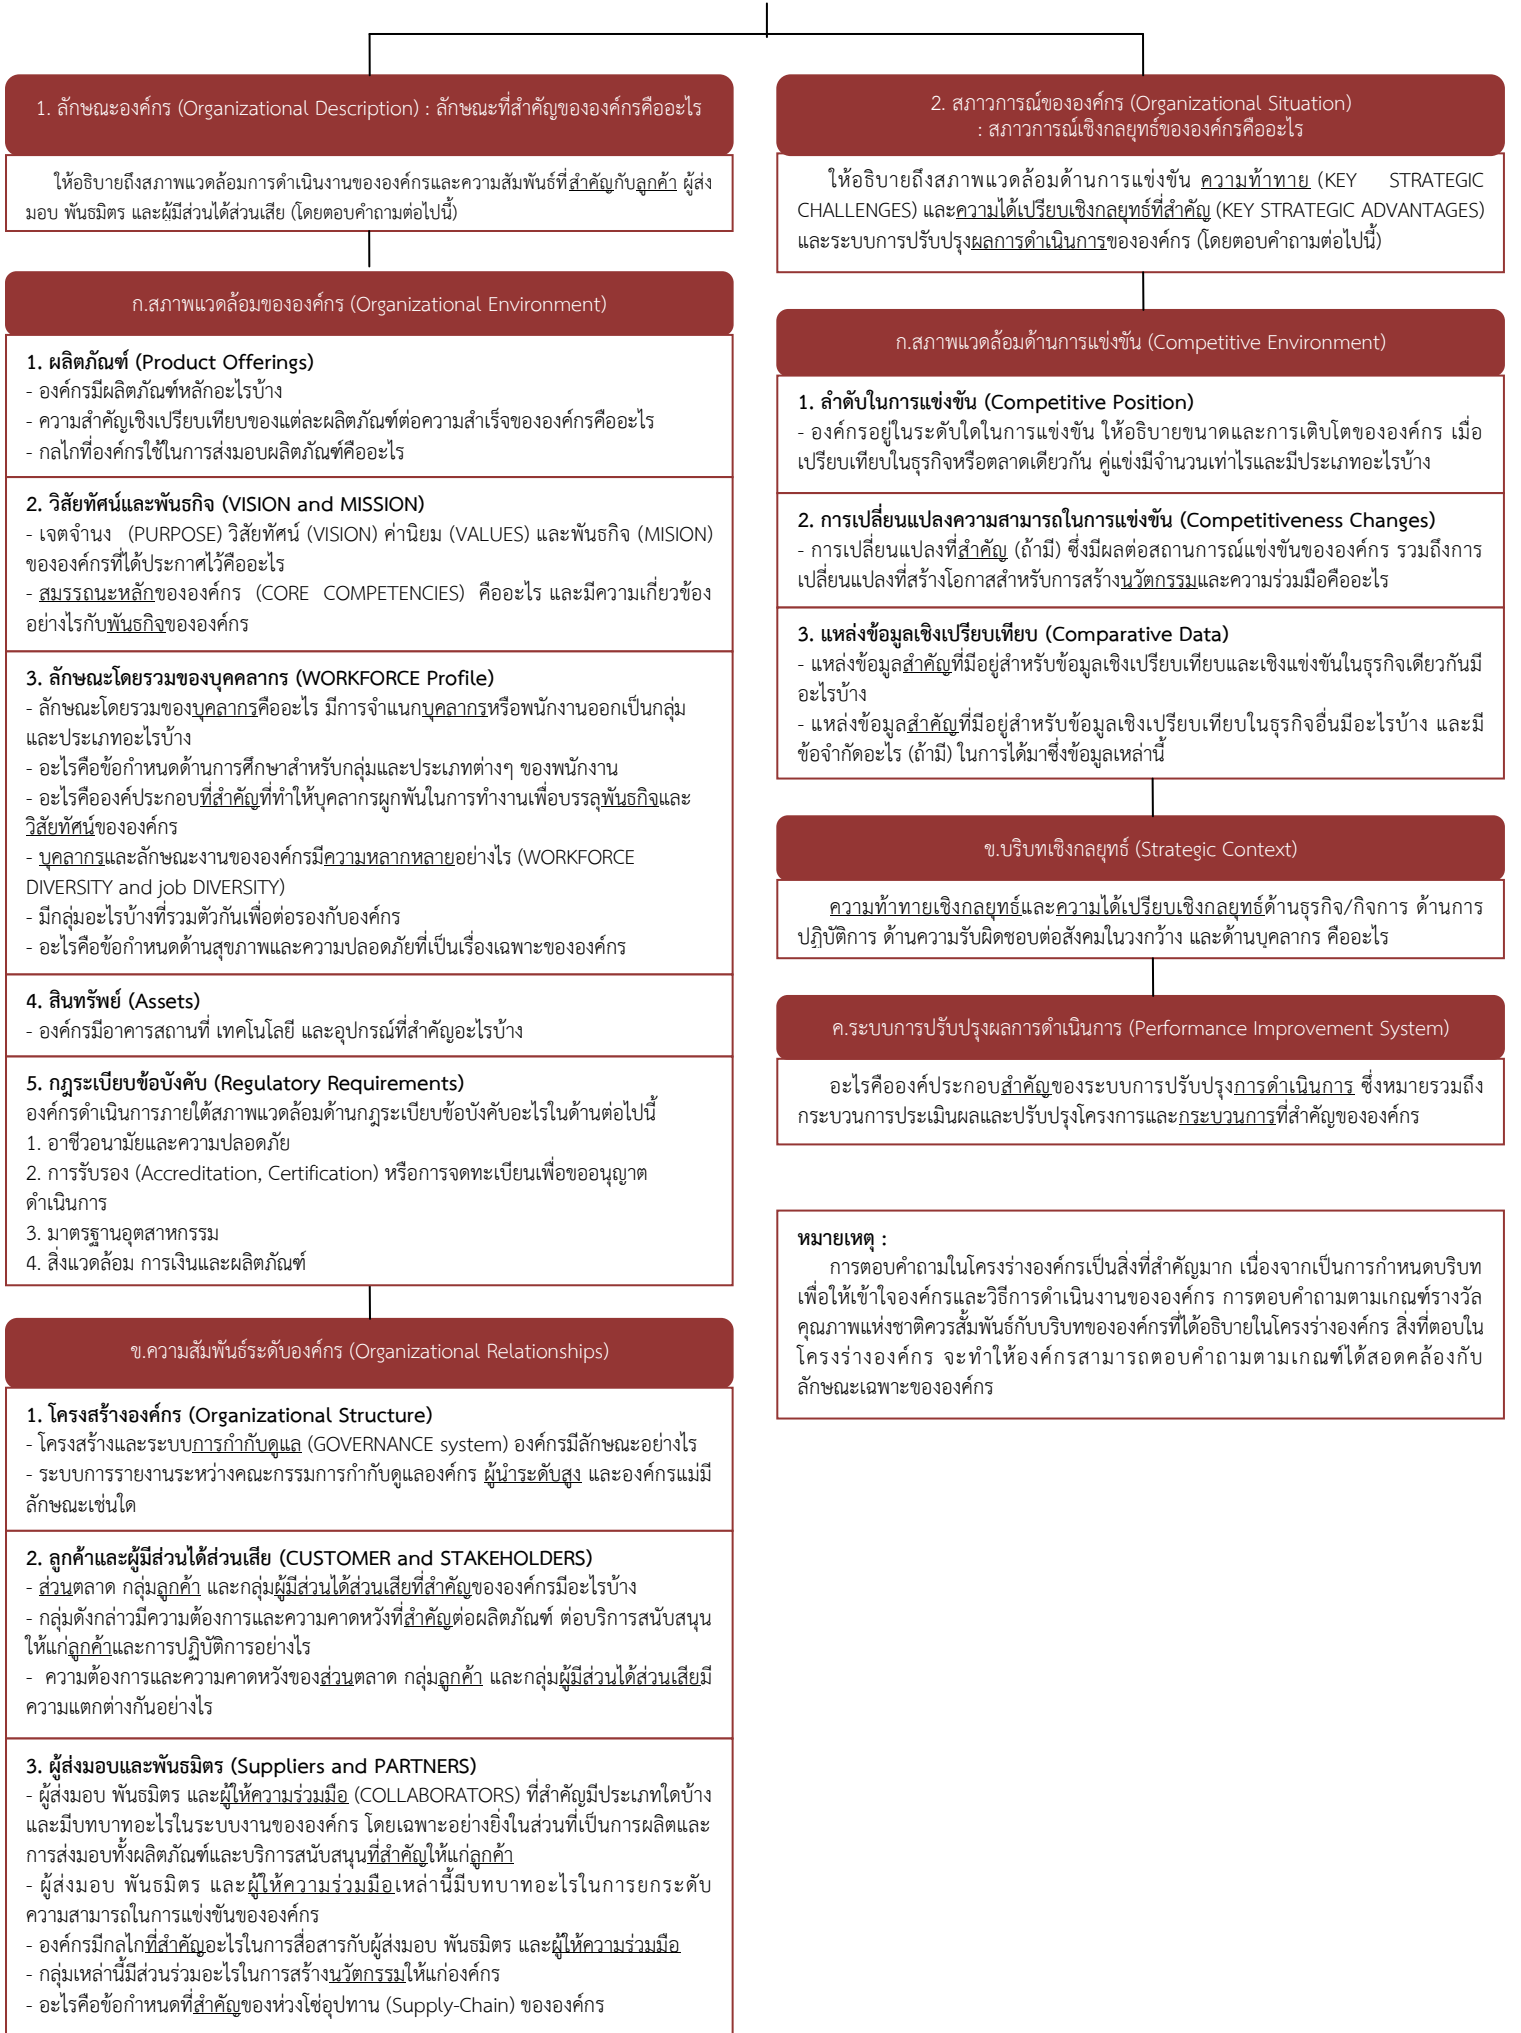 1. ลักษณะองค์กร (Organizational Description) : ลักษณะที่สำคัญขององค์กรคืออะไร
ให้อธิบายถึงสภาพแวดล้อมการดำเนินงานขององค์กรและความสัมพันธ์ที่สำคัญกับลูกค้า ผู้ส่ง
มอบ พันธมิตร และผู้มีส่วนได้ส่วนเสีย (โดยตอบคำถามต่อไปนี้)
ก.สภาพแวดล้อมขององค์กร (Organizational Environment)
1. ผลิตภัณฑ์ (Product Offerings)
- องค์กรมีผลิตภัณฑ์หลักอะไรบ้าง
- ความสำคัญเชิงเปรียบเทียบของแต่ละผลิตภัณฑ์ต่อความสำเร็จขององค์กรคืออะไร
- กลไกที่องค์กรใช้ในการส่งมอบผลิตภัณฑ์คืออะไร
2. วิสัยทัศน์และพันธกิจ (VISION and MISSION)
- เจตจำนง (PURPOSE) วิสัยทัศน์ (VISION) ค่านิยม (VALUES) และพันธกิจ (MISION)
ขององค์กรที่ได้ประกาศไว้คืออะไร
- สมรรถนะหลักขององค์กร (CORE COMPETENCIES) คืออะไร และมีความเกี่ยวข้อง
อย่างไรกับพันธกิจขององค์กร
3. ลักษณะโดยรวมของบุคคลากร (WORKFORCE Profile)
- ลักษณะโดยรวมของบุคลากรคืออะไร มีการจำแนกบุคลากรหรือพนักงานออกเป็นกลุ่ม
และประเภทอะไรบ้าง
- อะไรคือข้อกำหนดด้านการศึกษาสำหรับกลุ่มและประเภทต่างๆ ของพนักงาน
- อะไรคือองค์ประกอบที่สำคัญที่ทำให้บุคลากรผูกพันในการทำงานเพื่อบรรลุพันธกิจและ
วิสัยทัศน์ขององค์กร
- บุคลากรและลักษณะงานขององค์กรมีความหลากหลายอย่างไร (WORKFORCE
DIVERSITY and job DIVERSITY)
- มีกลุ่มอะไรบ้างที่รวมตัวกันเพื่อต่อรองกับองค์กร
- อะไรคือข้อกำหนดด้านสุขภาพและความปลอดภัยที่เป็นเรื่องเฉพาะขององค์กร
4. สินทรัพย์ (Assets)
- องค์กรมีอาคารสถานที่ เทคโนโลยี และอุปกรณ์ที่สำคัญอะไรบ้าง
5. กฎระเบียบข้อบังคับ (Regulatory Requirements)
องค์กรดำเนินการภายใต้สภาพแวดล้อมด้านกฎระเบียบข้อบังคับอะไรในด้านต่อไปนี้
1. อาชีวอนามัยและความปลอดภัย
2. การรับรอง (Accreditation, Certification) หรือการจดทะเบียนเพื่อขออนุญาต
ดำเนินการ
3. มาตรฐานอุตสาหกรรม
4. สิ่งแวดล้อม การเงินและผลิตภัณฑ์
ข.ความสัมพันธ์ระดับองค์กร (Organizational Relationships)
1. โครงสร้างองค์กร (Organizational Structure)
- โครงสร้างและระบบการกำกับดูแล (GOVERNANCE system) องค์กรมีลักษณะอย่างไร
- ระบบการรายงานระหว่างคณะกรรมการกำกับดูแลองค์กร ผู้นำระดับสูง และองค์กรแม่มี
ลักษณะเช่นใด
2. ลูกค้าและผู้มีส่วนได้ส่วนเสีย (CUSTOMER and STAKEHOLDERS)
- ส่วนตลาด กลุ่มลูกค้า และกลุ่มผู้มีส่วนได้ส่วนเสียที่สำคัญขององค์กรมีอะไรบ้าง
- กลุ่มดังกล่าวมีความต้องการและความคาดหวังที่สำคัญต่อผลิตภัณฑ์ ต่อบริการสนับสนุน
ให้แก่ลูกค้าและการปฏิบัติการอย่างไร
- ความต้องการและความคาดหวังของส่วนตลาด กลุ่มลูกค้า และกลุ่มผู้มีส่วนได้ส่วนเสียมี
ความแตกต่างกันอย่างไร
3. ผู้ส่งมอบและพันธมิตร (Suppliers and PARTNERS)
- ผู้ส่งมอบ พันธมิตร และผู้ให้ความร่วมมือ (COLLABORATORS) ที่สำคัญมีประเภทใดบ้าง
และมีบทบาทอะไรในระบบงานขององค์กร โดยเฉพาะอย่างยิ่งในส่วนที่เป็นการผลิตและ
การส่งมอบทั้งผลิตภัณฑ์และบริการสนับสนุนที่สำคัญให้แก่ลูกค้า
- ผู้ส่งมอบ พันธมิตร และผู้ให้ความร่วมมือเหล่านี้มีบทบาทอะไรในการยกระดับ
ความสามารถในการแข่งขันขององค์กร
- องค์กรมีกลไกที่สำคัญอะไรในการสื่อสารกับผู้ส่งมอบ พันธมิตร และผู้ให้ความร่วมมือ
- กลุ่มเหล่านี้มีส่วนร่วมอะไรในการสร้างนวัตกรรมให้แก่องค์กร
- อะไรคือข้อกำหนดที่สำคัญของห่วงโซ่อุปทาน (Supply-Chain) ขององค์กร
2. สภาวการณ์ขององค์กร (Organizational Situation)
: สภาวการณ์เชิงกลยุทธ์ขององค์กรคืออะไร
ให้อธิบายถึงสภาพแวดล้อมด้านการแข่งขัน ความท้าทาย (KEY STRATEGIC
CHALLENGES) และความได้เปรียบเชิงกลยุทธ์ที่สำคัญ (KEY STRATEGIC ADVANTAGES)
และระบบการปรับปรุงผลการดำเนินการขององค์กร (โดยตอบคำถามต่อไปนี้)
ก.สภาพแวดล้อมด้านการแข่งขัน (Competitive Environment)
1. ลำดับในการแข่งขัน (Competitive Position)
- องค์กรอยู่ในระดับใดในการแข่งขัน ให้อธิบายขนาดและการเติบโตขององค์กร เมื่อ
เปรียบเทียบในธุรกิจหรือตลาดเดียวกัน คู่แข่งมีจำนวนเท่าไรและมีประเภทอะไรบ้าง
2. การเปลี่ยนแปลงความสามารถในการแข่งขัน (Competitiveness Changes)
- การเปลี่ยนแปลงที่สำคัญ (ถ้ามี) ซึ่งมีผลต่อสถานการณ์แข่งขันขององค์กร รวมถึงการ
เปลี่ยนแปลงที่สร้างโอกาสสำหรับการสร้างนวัตกรรมและความร่วมมือคืออะไร
3. แหล่งข้อมูลเชิงเปรียบเทียบ (Comparative Data)
- แหล่งข้อมูลสำคัญที่มีอยู่สำหรับข้อมูลเชิงเปรียบเทียบและเชิงแข่งขันในธุรกิจเดียวกันมี
อะไรบ้าง
- แหล่งข้อมูลสำคัญที่มีอยู่สำหรับข้อมูลเชิงเปรียบเทียบในธุรกิจอื่นมีอะไรบ้าง และมี
ข้อจำกัดอะไร (ถ้ามี) ในการได้มาซึ่งข้อมูลเหล่านี้
ข.บริบทเชิงกลยุทธ์ (Strategic Context)
ความท้าทายเชิงกลยุทธ์และความได้เปรียบเชิงกลยุทธ์ด้านธุรกิจ/กิจการ ด้านการ
ปฏิบัติการ ด้านความรับผิดชอบต่อสังคมในวงกว้าง และด้านบุคลากร คืออะไร
ค.ระบบการปรับปรุงผลการดำเนินการ (Performance Improvement System)
อะไรคือองค์ประกอบสำคัญของระบบการปรับปรุงการดำเนินการ ซึ่งหมายรวมถึง
กระบวนการประเมินผลและปรับปรุงโครงการและกระบวนการที่สำคัญขององค์กร
หมายเหตุ :
การตอบคำถามในโครงร่างองค์กรเป็นสิ่งที่สำคัญมาก เนื่องจากเป็นการกำหนดบริบท
เพื่อให้เข้าใจองค์กรและวิธีการดำเนินงานขององค์กร การตอบคำถามตามเกณฑ์รางวัล
คุณภาพแห่งชาติควรสัมพันธ์กับบริบทขององค์กรที่ได้อธิบายในโครงร่างองค์กร สิ่งที่ตอบใน
โครงร่างองค์กร จะทำให้องค์กรสามารถตอบคำถามตามเกณฑ์ได้สอดคล้องกับ
ลักษณะเฉพาะขององค์กร